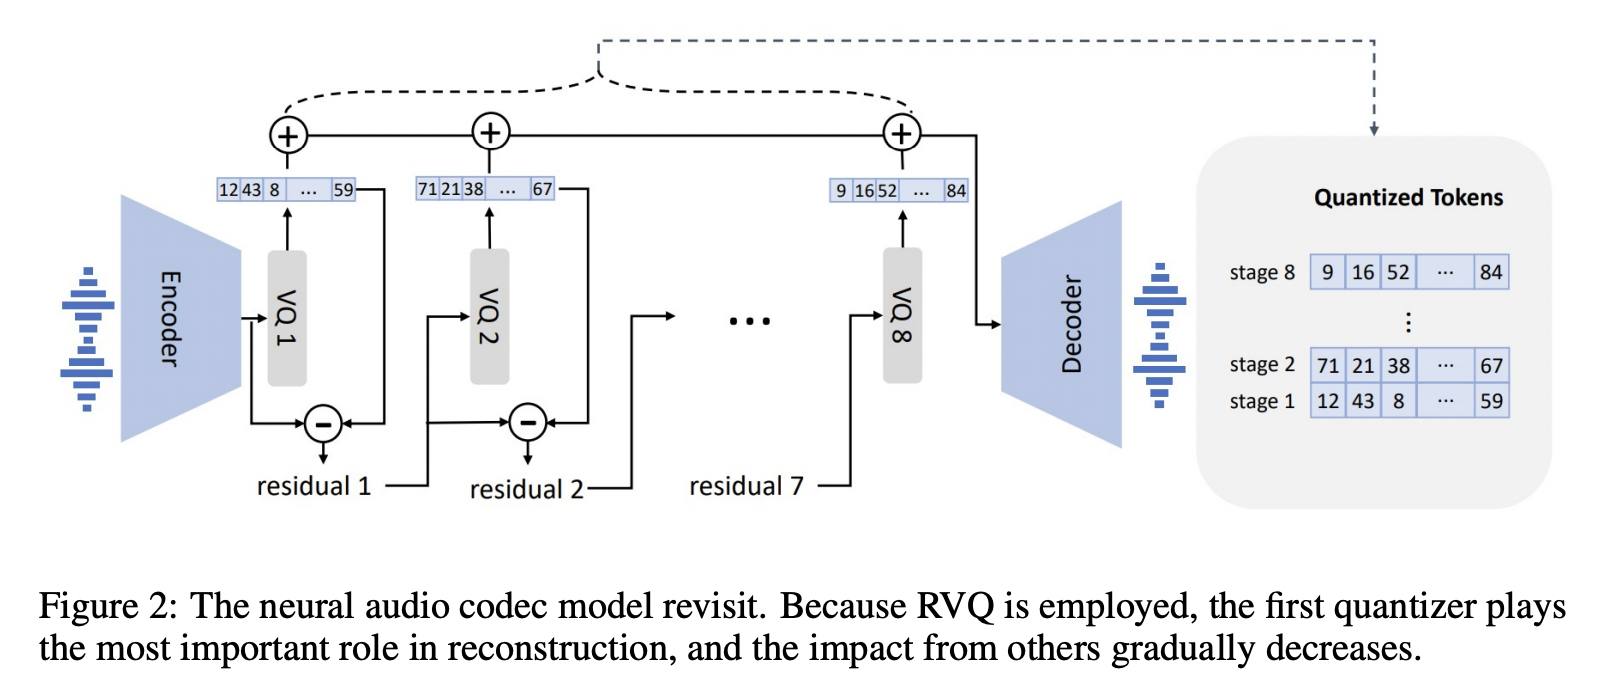 12 43 8 ... 59
71 21 38 ... 67
9 16 52 ... 84
Encoder
VQ 1
VQ 2
...
VQ 8
Decoder
residual 1
residual 2
residual 7
Quantized Tokens
stage 8 9 16 52 ... 84
⋮
stage 2 71 21 38 ... 67
stage 1 12 43 8 ... 59
Figure 2: The neural audio codec model revisit. Because RVQ is employed, the first quantizer plays
the most important role in reconstruction, and the impact from others gradually decreases.